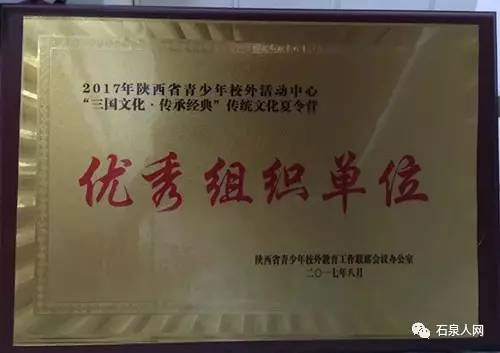 2017年陕西省青少年校外活动中心
“三国文化·传承经典”传统文化夏令营
优秀组织单位
陕西省青少年校外教育工作联席会议办公室
二〇一七年八月
石泉人网